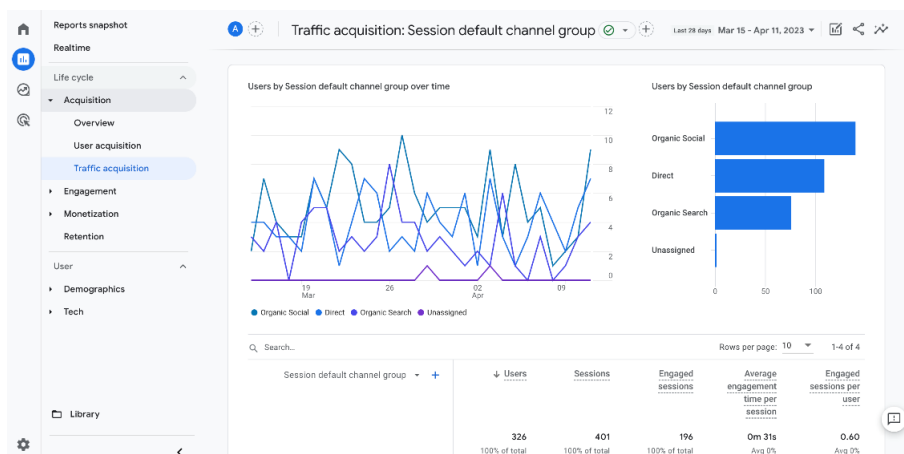 Reports snapshot
Realtime
Life cycle
Acquisition
Overview
User acquisition
Traffic acquisition
Engagement
Monetization
Retention
User
Demographics
Tech
Library
A
Traffic acquisition: Session default channel group
Last 28 days Mar 15 - Apr 11, 2023
Users by Session default channel group over time
12
10
8
6
4
2
0
19
Mar
26
02
Apr
09
Organic Social Direct Organic Search Unassigned
Users by Session default channel group
Organic Social
Direct
Organic Search
Unassigned
0 50 100
Search...
Rows per page: 10 1-4 of 4
Session default channel group
Users
Sessions
Engaged
sessions
Average
engagement
time per
session
Engaged
sessions per
user
326 401 196 0m 31s 0.60
100% of total 100% of total 100% of total Avg 0% Avg 0%